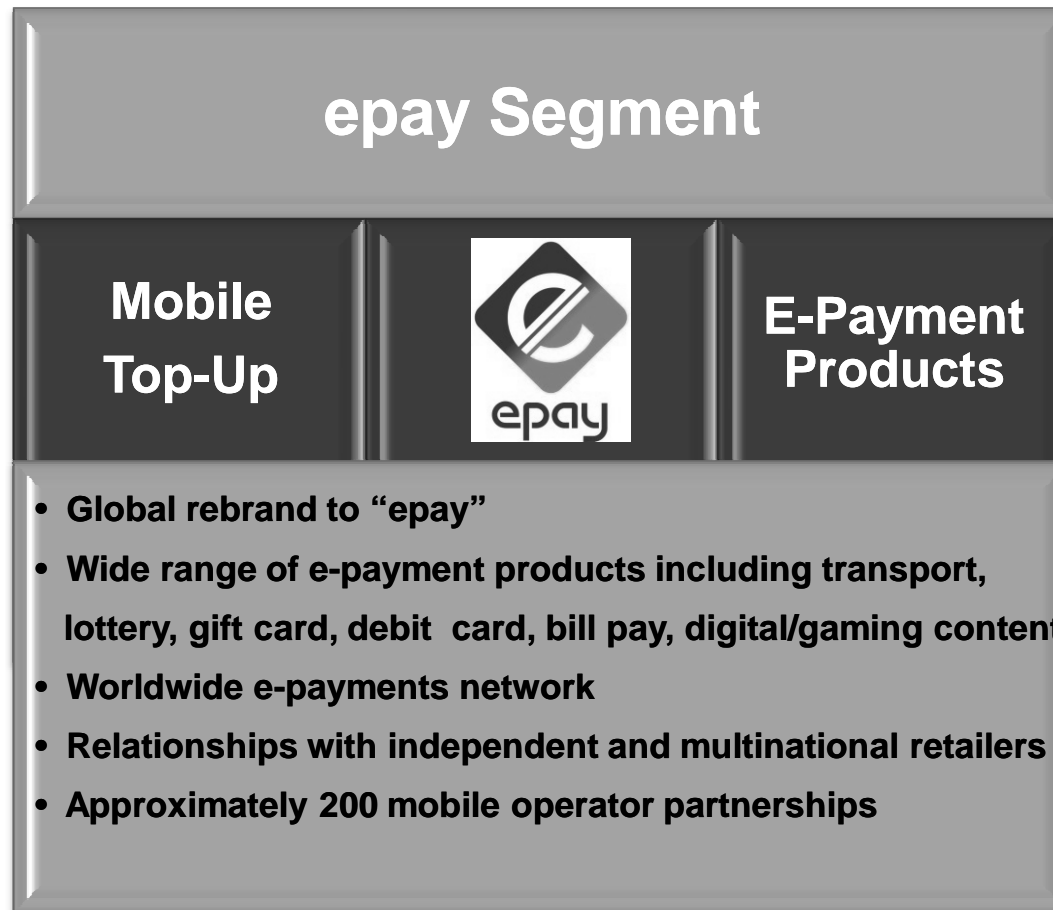 epay Segment
Mobile
Top-Up
epay
E-Payment
Products
• Global rebrand to “epay”
• Wide range of e-payment products including transport,
lottery, gift card, debit  card, bill pay, digital/gaming content
• Worldwide e-payments network
• Relationships with independent and multinational retailers
• Approximately 200 mobile operator partnerships